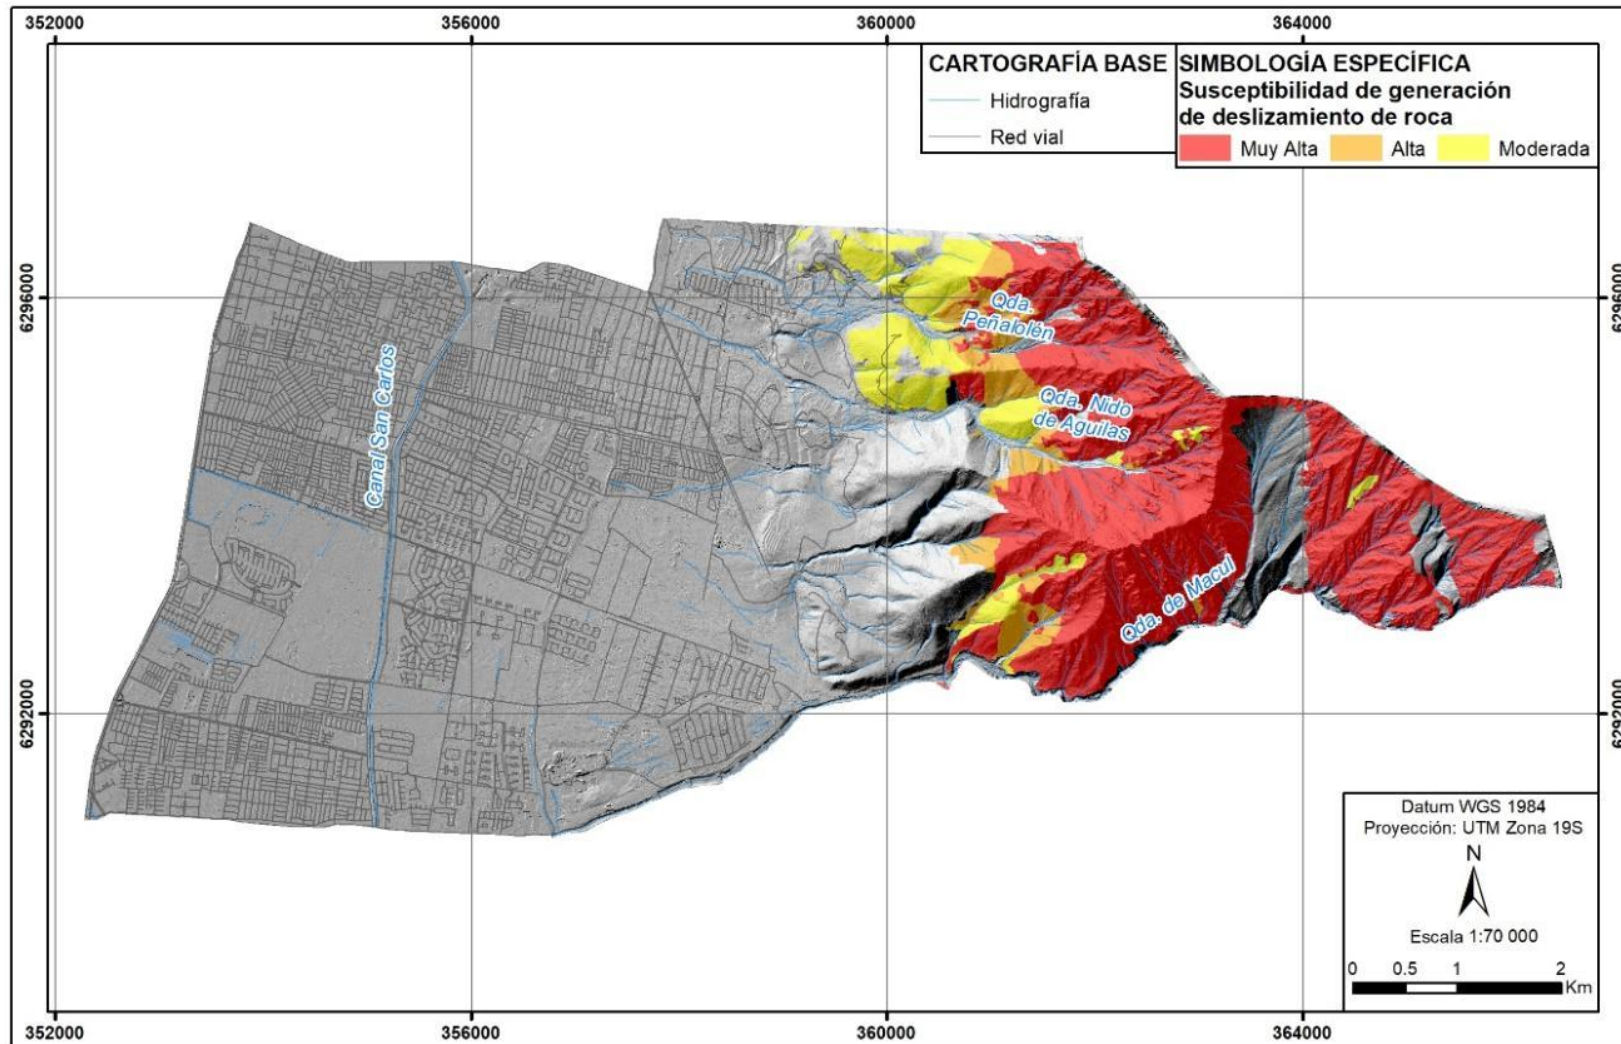 352000
356000
360000
364000
CARTOGRAFÍA BASE
Hidrografía
Red vial
SIMBOLOGÍA ESPECÍFICA
Susceptibilidad de generación
de deslizamiento de roca
Muy Alta
Alta
Moderada
6296000
6296000
Qda.
Peñalolén
Canal San Carlos
Qda. Nido
de Aguilas
Qda. de Macul
6292000
6292000
Datum WGS 1984
Proyección: UTM Zona 19S
N
Escala 1:70 000
0 0.5 1 2
Km
352000
356000
360000
364000